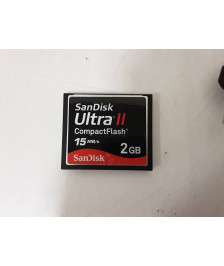 SanDisk
Ultra II
CompactFlash
15 MB/s
SanDisk 2GB